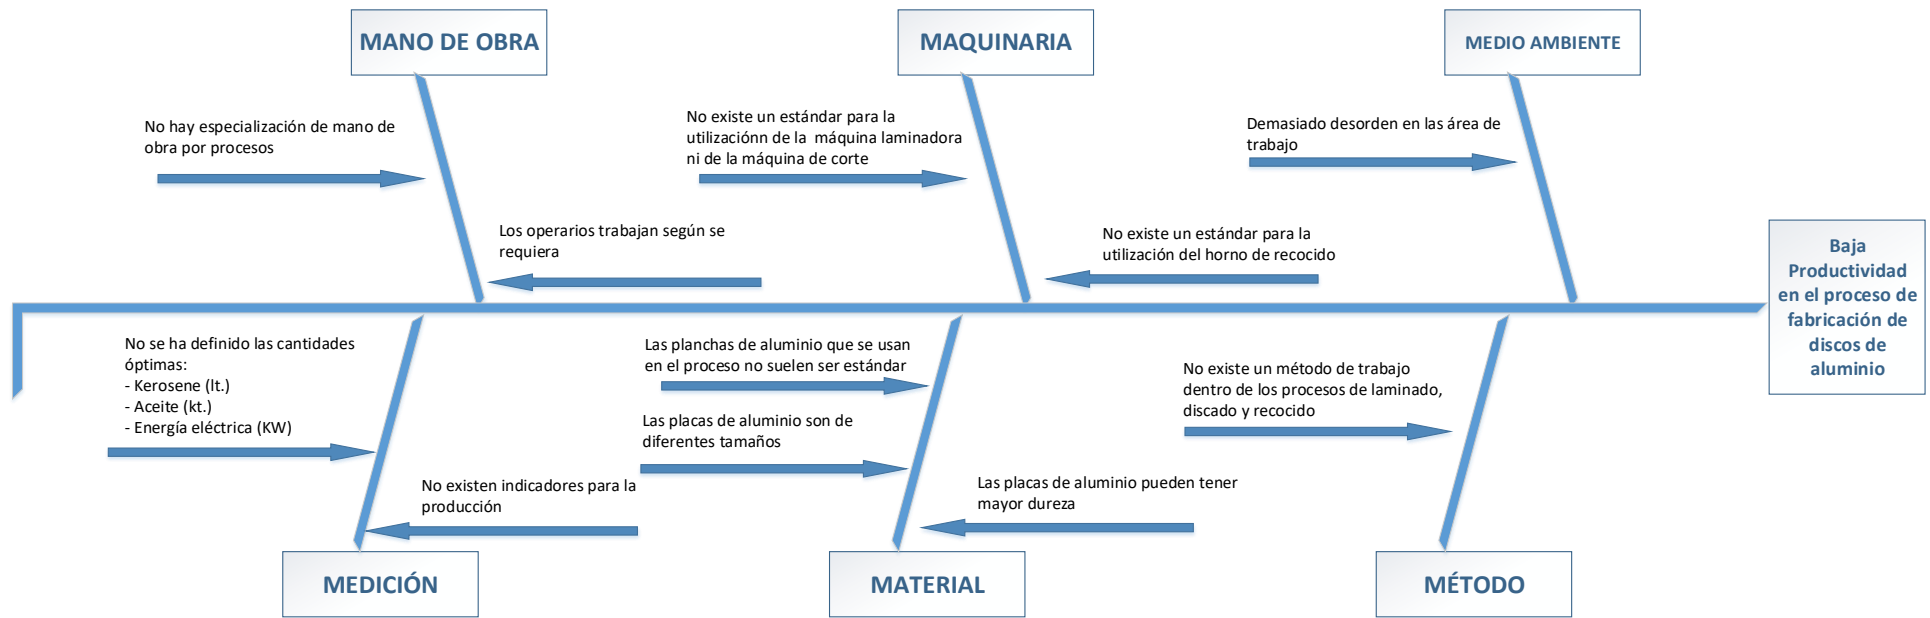 MANO DE OBRA
MAQUINARIA
MEDIO AMBIENTE
No hay especialización de mano de
obra por procesos
No existe un estándar para la
utilizaciónn de la  máquina laminadora
ni de la máquina de corte
Demasiado desorden en las área de
trabajo
Los operarios trabajan según se
requiera
No existe un estándar para la
utilización del horno de recocido
Baja
Productividad
en el proceso de
fabricación de
discos de
aluminio
No se ha definido las cantidades
óptimas:
- Kerosene (lt.)
- Aceite (kt.)
- Energía eléctrica (KW)
Las planchas de aluminio que se usan
en el proceso no suelen ser estándar
No existe un método de trabajo
dentro de los procesos de laminado,
discado y recocido
Las placas de aluminio son de
diferentes tamaños
No existen indicadores para la
producción
Las placas de aluminio pueden tener
mayor dureza
MEDICIÓN
MATERIAL
MÉTODO